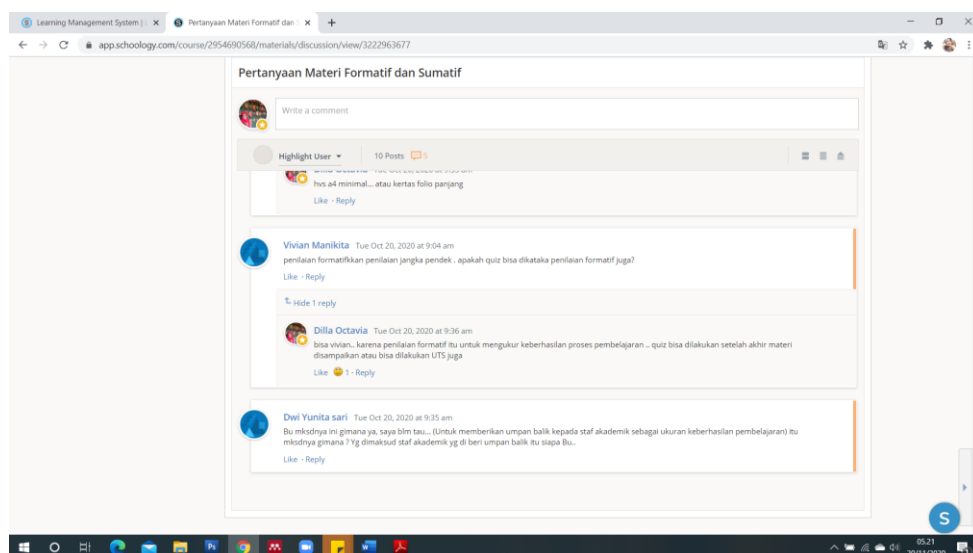 Learning Management System |
Pertanyaan Materi Formatif dan
app.schoology.com/course/2954690568/materials/discussion/view/3222963677
Pertanyaan Materi Formatif dan Sumatif
Write a comment
Highlight User 10 Posts 5
hvs a4 minimal... atau kertas folio panjang
Like · Reply
Vivian Manikita Tue Oct 20, 2020 at 9:04 am
penilaian formatifkkan penilaian jangka pendek . apakah quiz bisa dikataka penilaian formatif juga?
Like · Reply
Hide 1 reply
Dilla Octavia Tue Oct 20, 2020 at 9:36 am
bisa vivian.. karena penilaian formatif itu untuk mengukur keberhasilan proses pembelajaran .. quiz bisa dilakukan setelah akhir materi
disampaikan atau bisa dilakukan UTS juga
Like 1 · Reply
Dwi Yunita sari Tue Oct 20, 2020 at 9:35 am
Bu mksdnya ini gimana ya, saya blm tau... (Untuk memberikan umpan balik kepada staf akademik sebagai ukuran keberhasilan pembelajaran) itu
mksdnya gimana ? Yg dimaksud staf akademik yg di beri umpan balik itu siapa Bu..
Like · Reply
S
Ps
05.21
20/11/2020